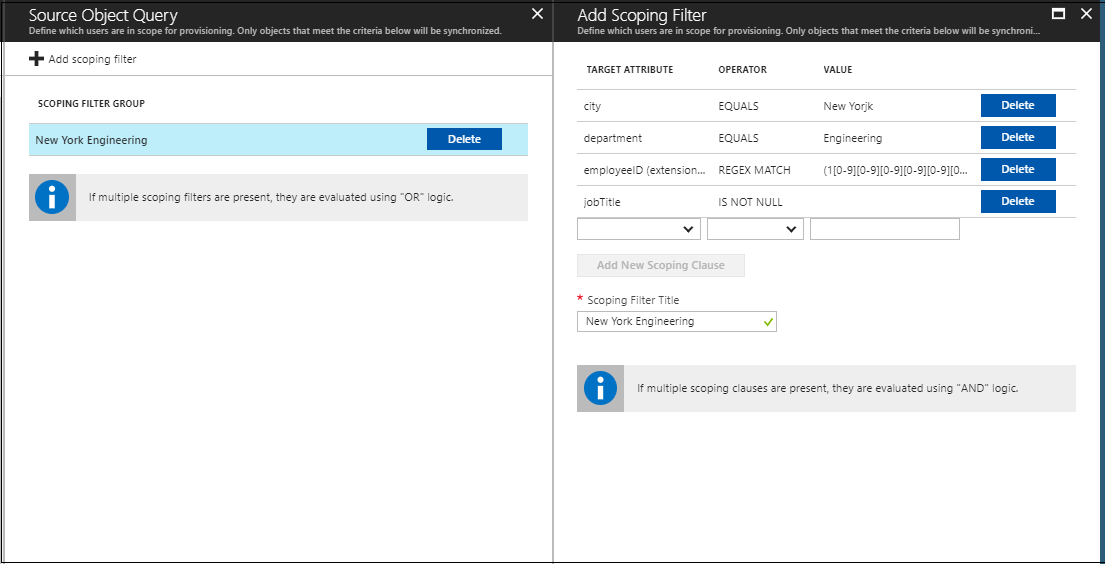 Source Object Query
Define which users are in scope for provisioning. Only objects that meet the criteria below will be synchronized.
Add scoping filter
SCOPING FILTER GROUP
New York Engineering Delete
If multiple scoping filters are present, they are evaluated using "OR" logic.
Add Scoping Filter
Define which users are in scope for provisioning. Only objects that meet the criteria below will be synchroni...
TARGET ATTRIBUTE OPERATOR VALUE
city EQUALS New Yorjk Delete
department EQUALS Engineering Delete
employeeID (extension... REGEX MATCH (1[0-9][0-9][0-9][0-9][0-9][0... Delete
jobTitle IS NOT NULL Delete
Add New Scoping Clause
* Scoping Filter Title
New York Engineering
If multiple scoping clauses are present, they are evaluated using "AND" logic.